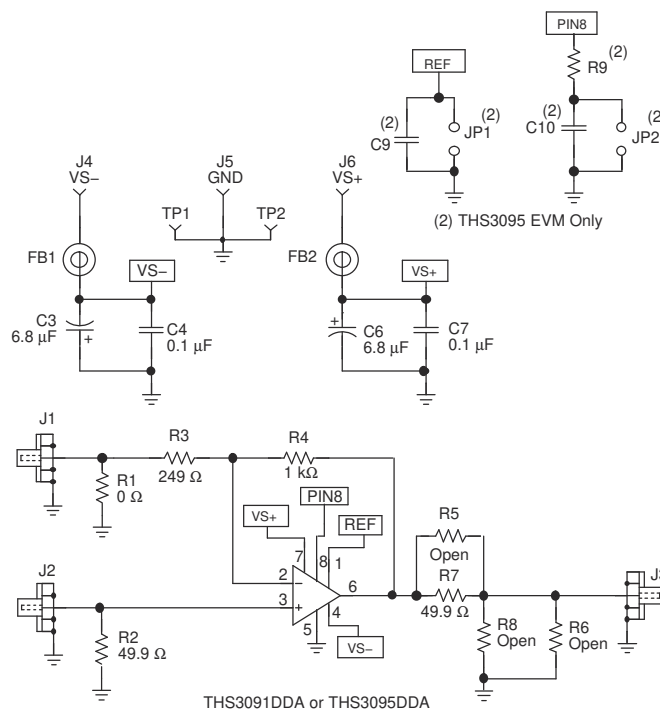 PIN8
REF
(2)
R9
(2)
C9
(2)
JP1
(2)
C10
(2)
JP2
(2) THS3095 EVM Only
J4
VS−
J5
GND
J6
VS+
TP1
TP2
FB1
VS−
FB2
VS+
C3
6.8 µF
+
C4
0.1 µF
+
C6
6.8 µF
C7
0.1 µF
J1
R3
249 Ω
R4
1 kΩ
R1
0 Ω
PIN8
VS+
REF
7
8
1
R5
Open
J2
2
−
3
+
6
5
4
R7
49.9 Ω
VS−
R2
49.9 Ω
R8
Open
R6
Open
THS3091DDA or THS3095DDA